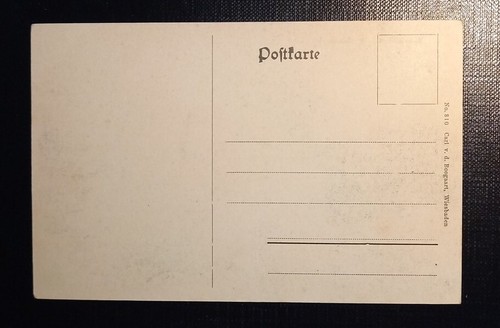 Poſtkarte
No. 210 Carl v. d. Boogaart, Wiesbaden